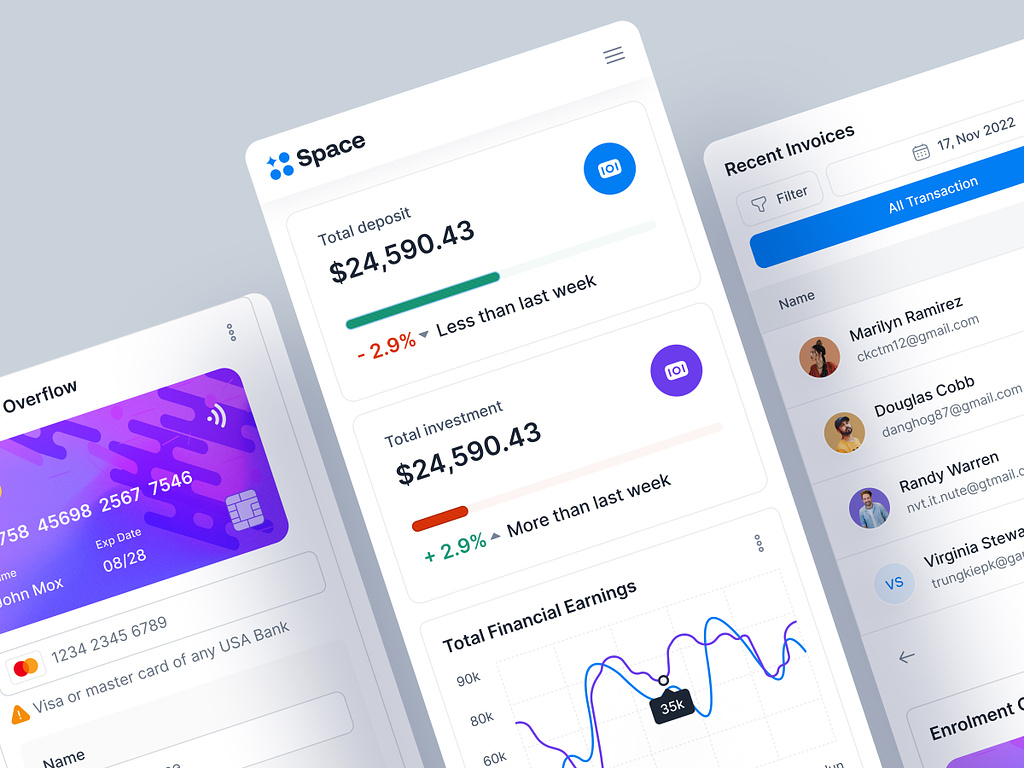 Overflow
758 45698 2567 7546
Exp Date
John Mox
08/28
1234 2345 6789
Visa or master card of any USA Bank
Name
Space
Total deposit
$24,590.43
- 2.9% Less than last week
Total investment
$24,590.43
+ 2.9% More than last week
Total Financial Earnings
90k
80k
60k
35k
Recent Invoices
Filter
17, Nov 2022
All Transaction
Name
Marilyn Ramirez
ckctm12@gmail.com
Douglas Cobb
danghog87@gmail.com
Randy Warren
nvt.it.nute@gtmail.c
VS
Virginia Stewa
trungkiepk@ga
Enrolment